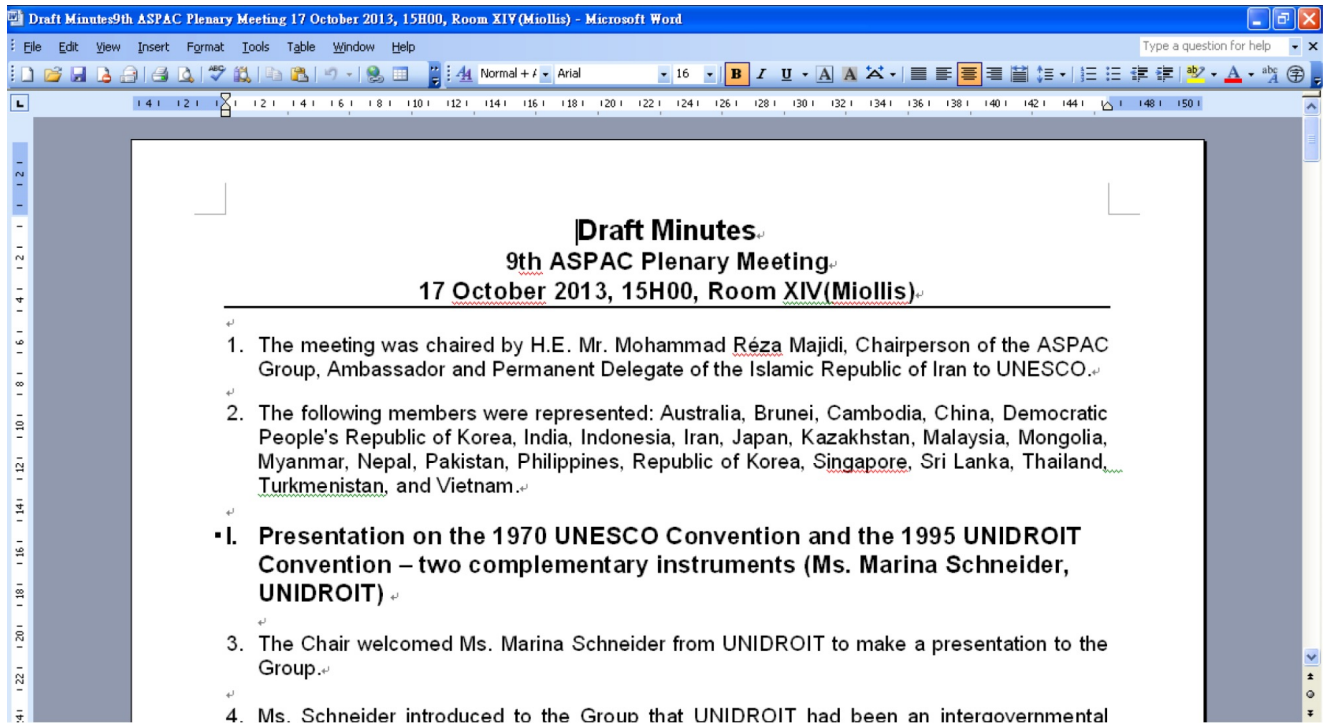 Draft Minutes9th ASPAC Plenary Meeting 17 October 2013, 15H00, Room XIV(Miollis) - Microsoft Word
File Edit View Insert Format Tools Table Window Help
Type a question for help
Normal + Arial 16 B I U A A A abc
L
Draft Minutes
9th ASPAC Plenary Meeting
17 October 2013, 15H00, Room XIV(Miollis)
1. The meeting was chaired by H.E. Mr. Mohammad Réza Majidi, Chairperson of the ASPAC
Group, Ambassador and Permanent Delegate of the Islamic Republic of Iran to UNESCO.
2. The following members were represented: Australia, Brunei, Cambodia, China, Democratic
People's Republic of Korea, India, Indonesia, Iran, Japan, Kazakhstan, Malaysia, Mongolia,
Myanmar, Nepal, Pakistan, Philippines, Republic of Korea, Singapore, Sri Lanka, Thailand,
Turkmenistan, and Vietnam.
I. Presentation on the 1970 UNESCO Convention and the 1995 UNIDROIT
Convention – two complementary instruments (Ms. Marina Schneider,
UNIDROIT)
3. The Chair welcomed Ms. Marina Schneider from UNIDROIT to make a presentation to the
Group.
4. Ms. Schneider introduced to the Group that UNIDROIT had been an intergovernmental